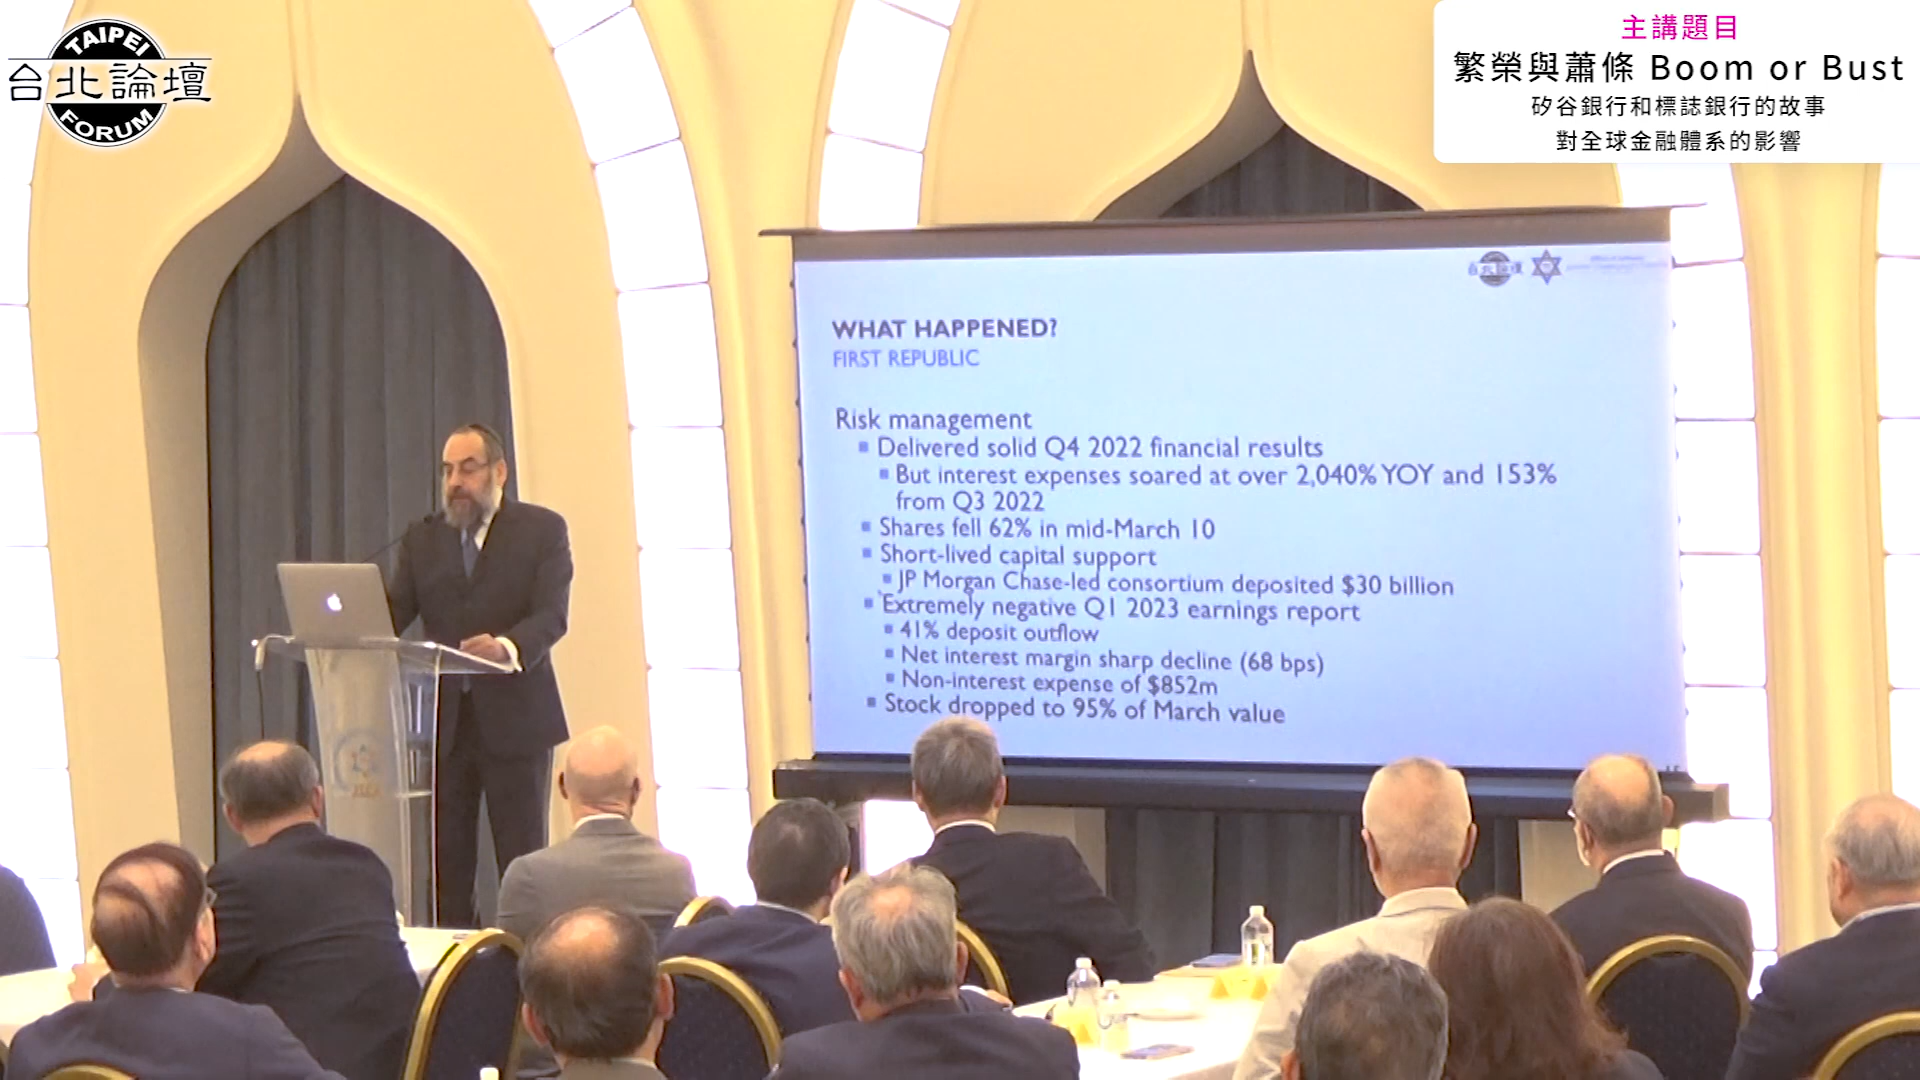 TAIPEI
台北論壇
FORUM
主講題目
繁榮與蕭條 Boom or Bust
矽谷銀行和標誌銀行的故事
對全球金融體系的影響
台北論壇
WHAT HAPPENED?
FIRST REPUBLIC
Risk management
Delivered solid Q4 2022 financial results
But interest expenses soared at over 2,040% YOY and 153%
from Q3 2022
Shares fell 62% in mid-March 10
Short-lived capital support
JP Morgan Chase-led consortium deposited $30 billion
Extremely negative Q1 2023 earnings report
41% deposit outflow
Net interest margin sharp decline (68 bps)
Non-interest expense of $852m
Stock dropped to 95% of March value